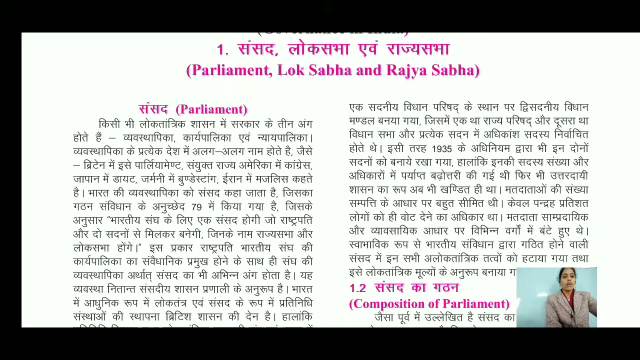 1. संसद, लोकसभा एवं राज्यसभा
(Parliament, Lok Sabha and Rajya Sabha)
संसद (Parliament)
किसी भी लोकतांत्रिक शासन में सरकार के तीन अंग
होते हैं – व्यवस्थापिका, कार्यपालिका एवं न्यायपालिका।
व्यवस्थापिका के प्रत्येक देश में अलग–अलग नाम होते है, जैसे
– ब्रिटेन में इसे पार्लियामेण्ट, संयुक्त राज्य अमेरिका में कांग्रेस,
जापान में डायट, जर्मनी में बुण्डेस्टांग, ईरान में मजलिस कहते
है। भारत की व्यवस्थापिका को संसद कहा जाता है, जिसका
गठन संविधान के अनुच्छेद 79 में किया गया है, जिसके
अनुसार "भारतीय संघ के लिए एक संसद होगी जो राष्ट्रपति
और दो सदनों से मिलकर बनेगी, जिनके नाम राज्यसभा और
लोकसभा होंगे।" इस प्रकार राष्ट्रपति भारतीय संघ की
कार्यपालिका का संवैधानिक प्रमुख होने के साथ ही संघ की
व्यवस्थापिका अर्थात् संसद का भी अभिन्न अंग होता है। यह
व्यवस्था नितान्त संसदीय शासन प्रणाली के अनुरूप है। भारत
में आधुनिक रूप में लोकतंत्र एवं संसद के रूप में प्रतिनिधि
संस्थाओं की स्थापना ब्रिटिश शासन की देन है। हालांकि
एक सदनीय विधान परिषद् के स्थान पर द्विसदनीय विधान
मण्डल बनया गया, जिसमें एक था राज्य परिषद् और दूसरा था
विधान सभा और प्रत्येक सदन में अधिकांश सदस्य निर्वाचित
होते थे। इसी तरह 1935 के अधिनियम द्वारा भी इन दोनों
सदनों को बनाये रखा गया, हालांकि इनकी सदस्य संख्या और
अधिकारों में पर्याप्त बढ़ोत्तरी की गई थी फिर भी उत्तरदायी
शासन का रूप अब भी खण्डित ही था। मतदाताओं की संख्या
सम्पत्ति के आधार पर बहुत सीमित थी। केवल पन्द्रह प्रतिशत
लोगों को ही वोट देने का अधिकार था। मतदाता साम्प्रदायिक
और व्यावसायिक आधार पर विभिन्न वर्गों में बंटे हुए थे।
स्वाभाविक रूप से भारतीय संविधान द्वारा गठित होने वाली
संसद में इन सभी अलोकतांत्रिक तत्वों को हटाया गया तथा
इसे लोकतांत्रिक मूल्यों के अनुरूप बनाया
1.2 संसद का गठन
(Composition of Parliament)
जैसा पूर्व में उल्लेखित है संसद का